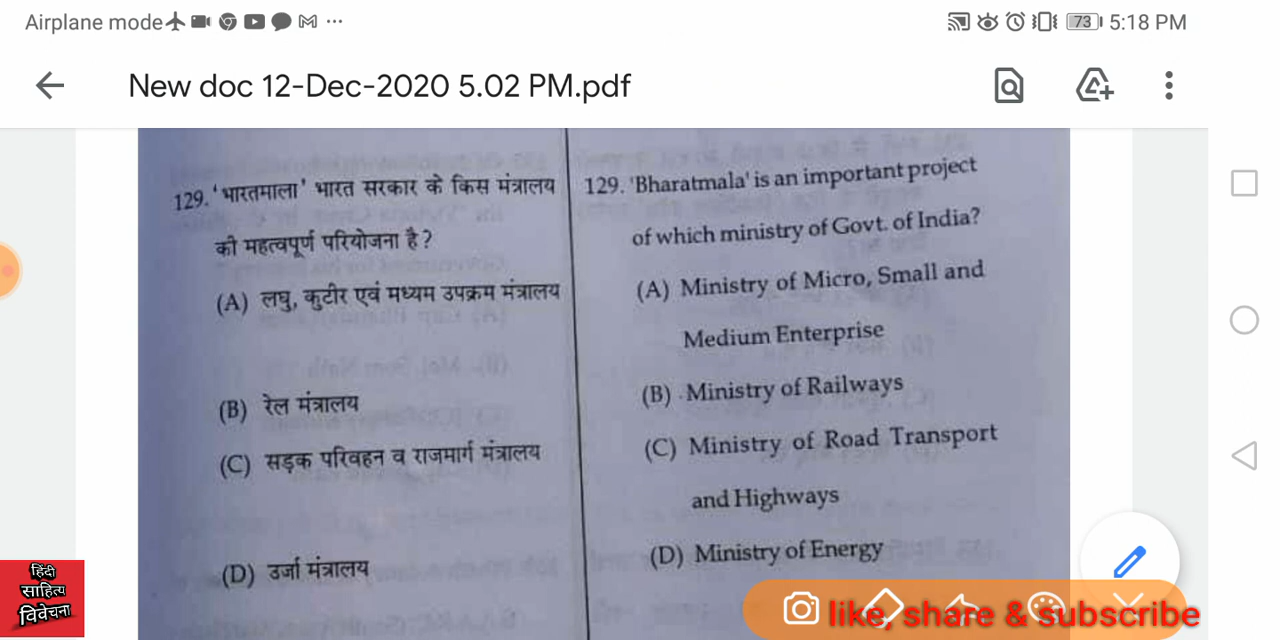 Airplane mode ... 73 5:18 PM
New doc 12-Dec-2020 5.02 PM.pdf
129. 'भारतमाला' भारत सरकार के किस मंत्रालय
की महत्वपूर्ण परियोजना है?
(A) लघु, कुटीर एवं मध्यम उपक्रम मंत्रालय
(B) रेल मंत्रालय
(C) सड़क परिवहन व राजमार्ग मंत्रालय
(D) उर्जा मंत्रालय
129. 'Bharatmala' is an important project
of which ministry of Govt. of India?
(A) Ministry of Micro, Small and
Medium Enterprise
(B) Ministry of Railways
(C) Ministry of Road Transport
and Highways
(D) Ministry of Energy
हिंदी
साहित्य
विवेचना
like, share & subscribe